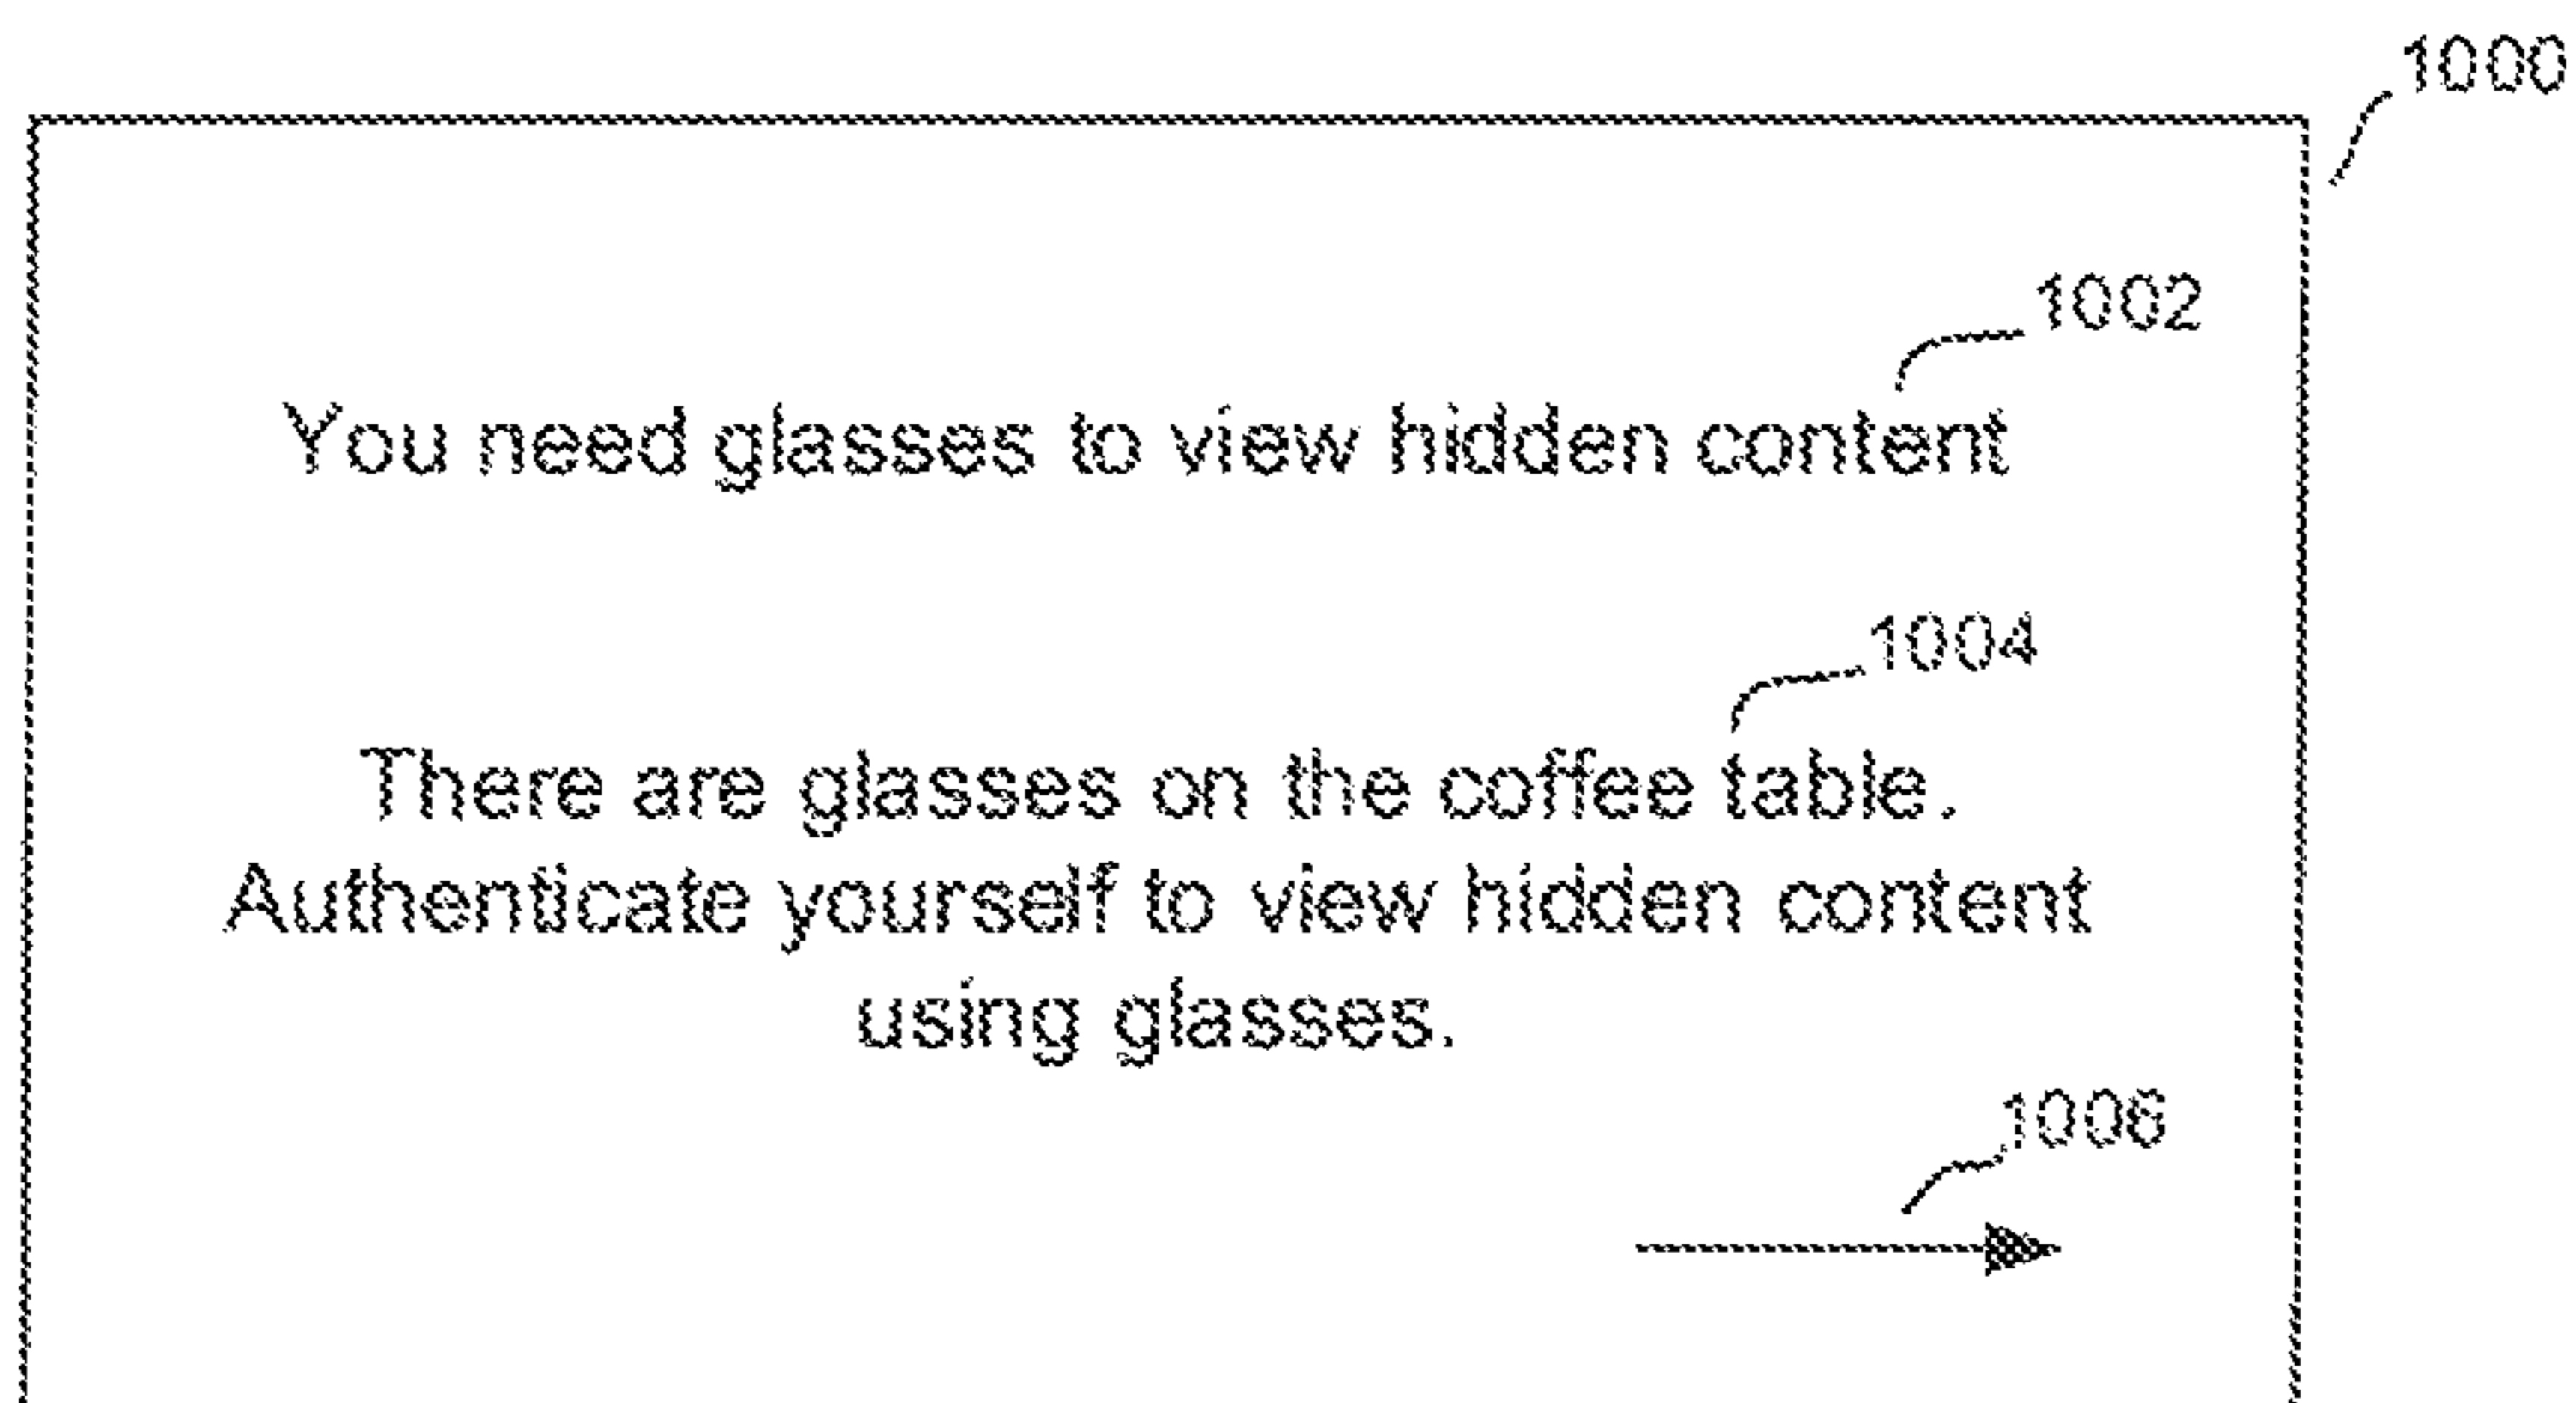 1000
1002
You need glasses to view hidden content
1004
There are glasses on the coffee table.
Authenticate yourself to view hidden content
using glasses.
1006